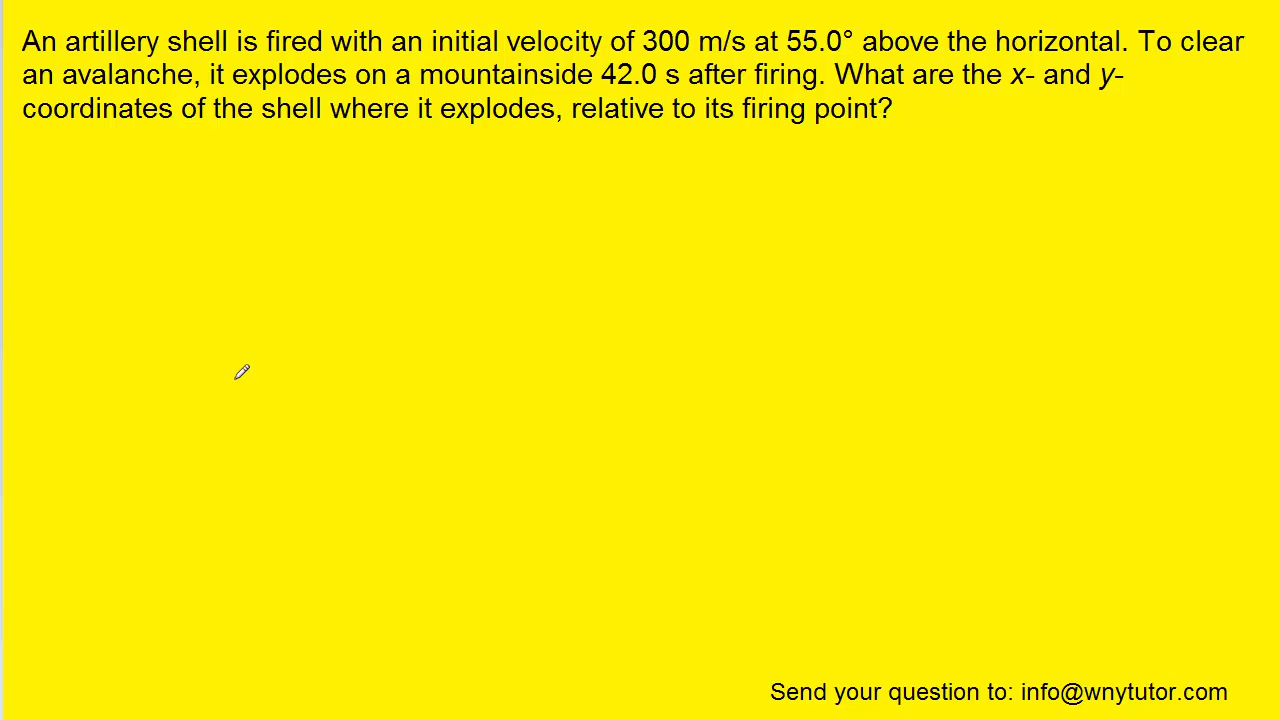 An artillery shell is fired with an initial velocity of 300 m/s at 55.0° above the horizontal. To clear
an avalanche, it explodes on a mountainside 42.0 s after firing. What are the x- and y-
coordinates of the shell where it explodes, relative to its firing point?
Send your question to: info@wnytutor.com